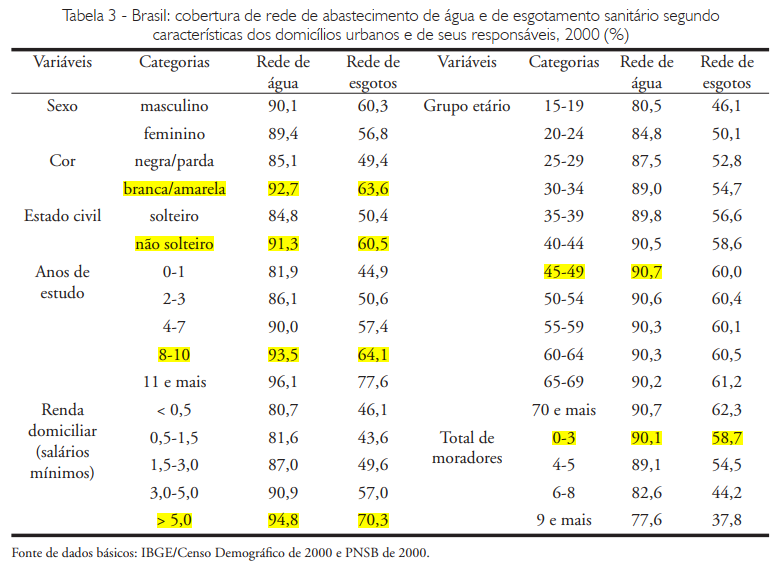 Tabela 3 - Brasil: cobertura de rede de abastecimento de água e de esgotamento sanitário segundo
características dos domicílios urbanos e de seus responsáveis, 2000 (%)
Variáveis Categorias Rede de água Rede de esgotos Variáveis Categorias Rede de água Rede de esgotos
Sexo masculino 90,1 60,3 Grupo etário 15-19 80,5 46,1
feminino 89,4 56,8 20-24 84,8 50,1
Cor negra/parda 85,1 49,4 25-29 87,5 52,8
branca/amarela 92,7 63,6 30-34 89,0 54,7
Estado civil solteiro 84,8 50,4 35-39 89,8 56,6
não solteiro 91,3 60,5 40-44 90,5 58,6
Anos de 0-1 81,9 44,9 45-49 90,7 60,0
estudo 2-3 86,1 50,6 50-54 90,6 60,4
4-7 90,0 57,4 55-59 90,3 60,1
8-10 93,5 64,1 60-64 90,3 60,5
11 e mais 96,1 77,6 65-69 90,2 61,2
Renda < 0,5 80,7 46,1 70 e mais 90,7 62,3
domiciliar 0,5-1,5 81,6 43,6 Total de 0-3 90,1 58,7
(salários 1,5-3,0 87,0 49,6 moradores 4-5 89,1 54,5
mínimos) 3,0-5,0 90,9 57,0 6-8 82,6 44,2
> 5,0 94,8 70,3 9 e mais 77,6 37,8
Fonte de dados básicos: IBGE/Censo Demográfico de 2000 e PNSB de 2000.